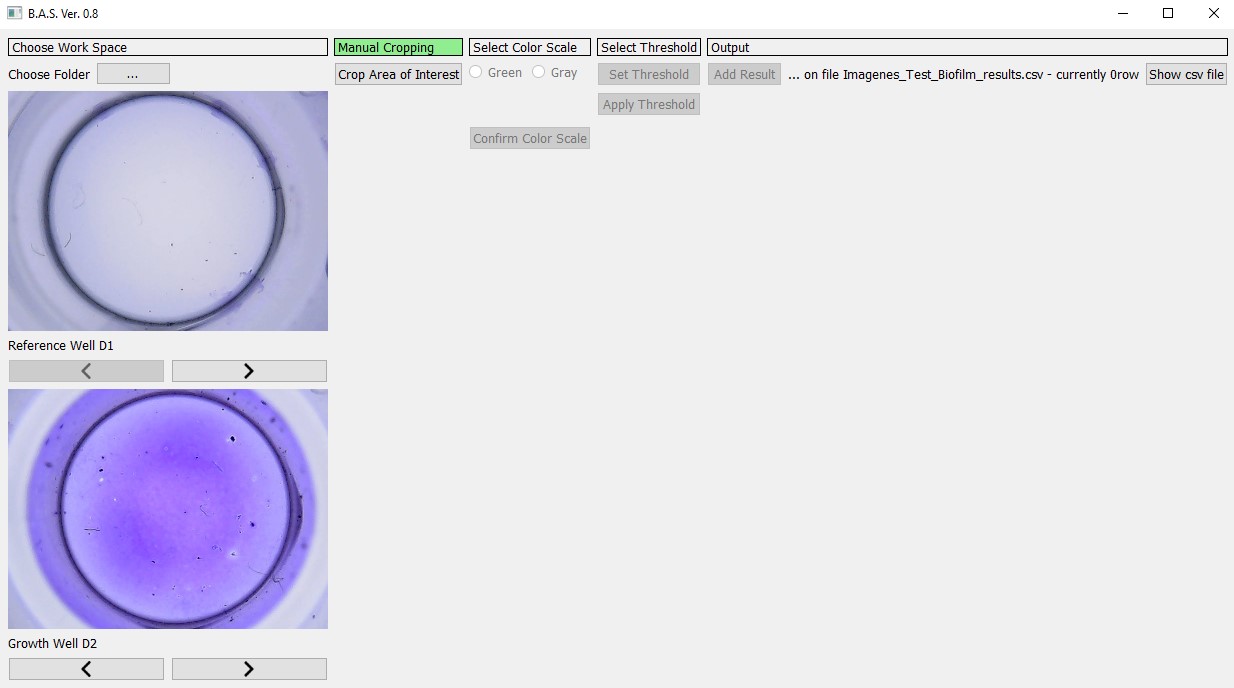 B.A.S. Ver. 0.8
Choose Work Space
Manual Cropping
Select Color Scale
Select Threshold
Output
Choose Folder
...
Crop Area of Interest
Green
Gray
Set Threshold
Add Result
... on file Imagenes_Test_Biofilm_results.csv - currently 0row
Show csv file
Apply Threshold
Confirm Color Scale
Reference Well D1
Growth Well D2